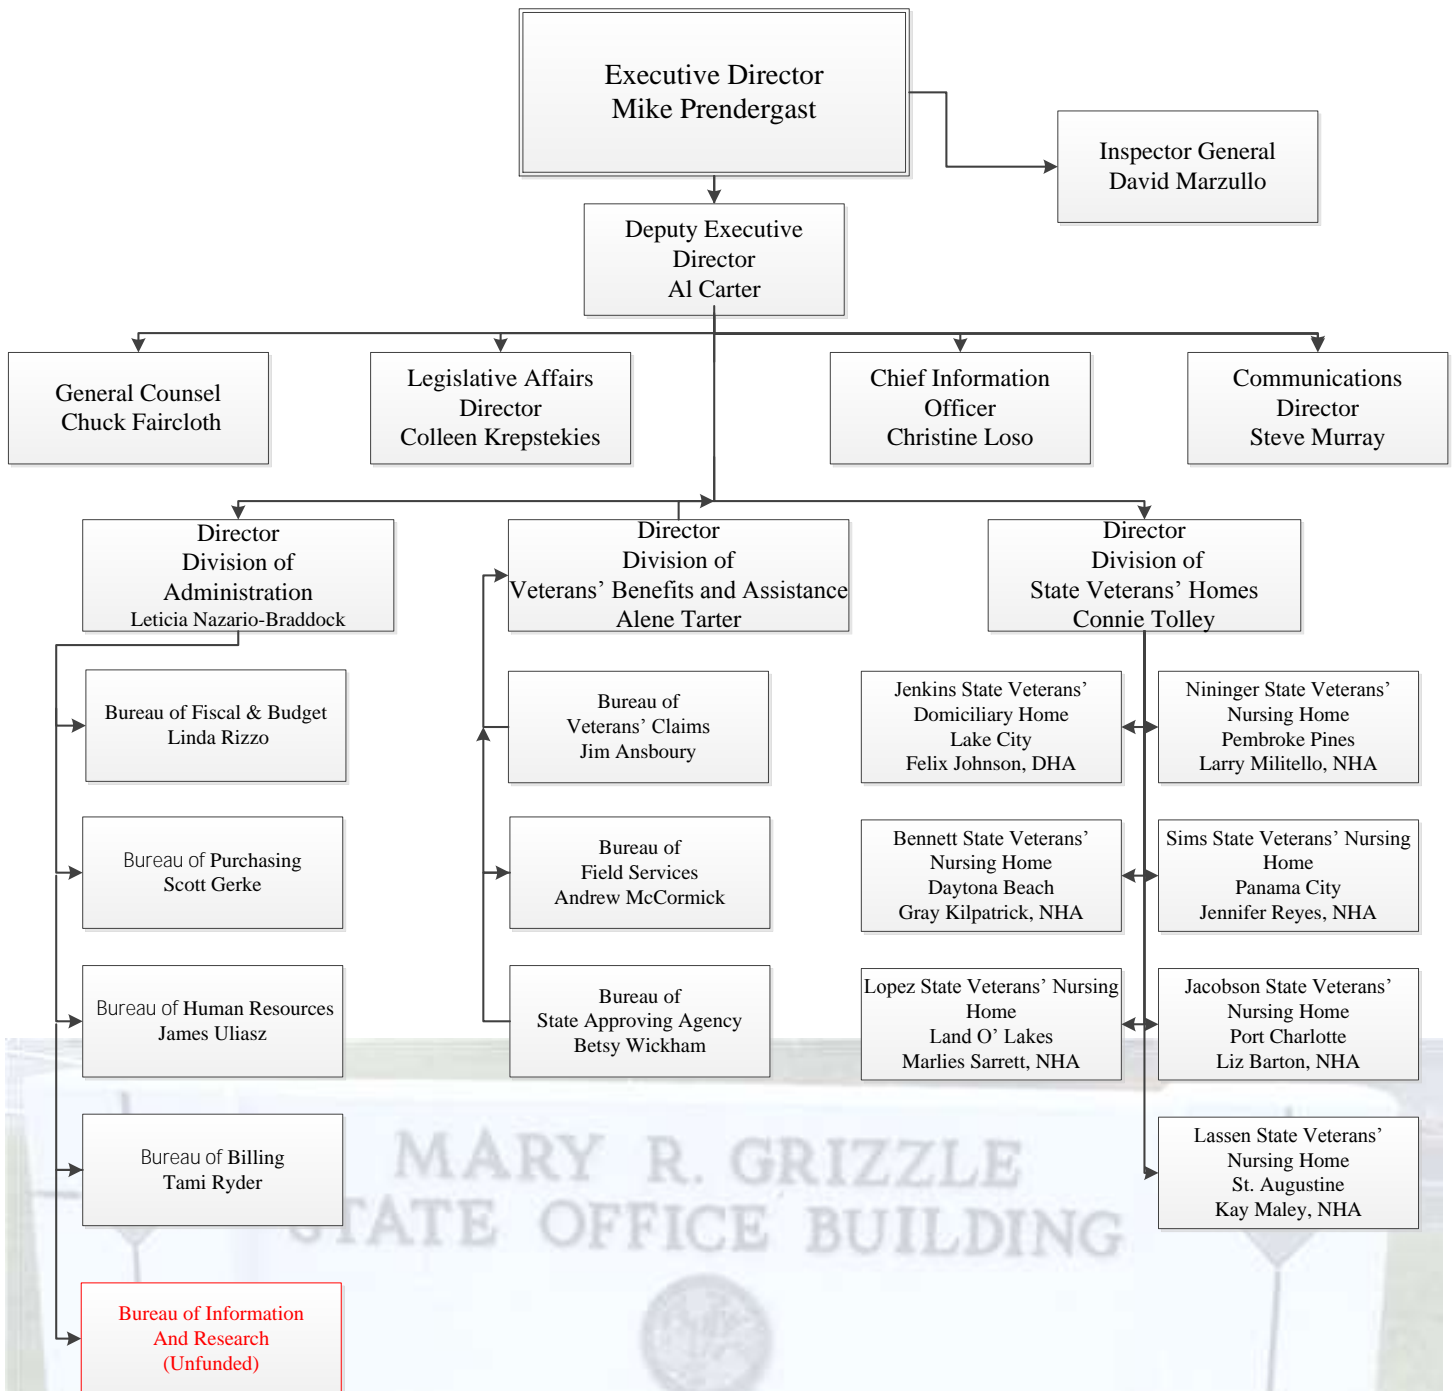 Executive Director
Mike Prendergast
Inspector General
David Marzullo
Deputy Executive
Director
Al Carter
General Counsel
Chuck Faircloth
Legislative Affairs
Director
Colleen Krepstekies
Chief Information
Officer
Christine Loso
Communications
Director
Steve Murray
Director
Division of
Administration
Leticia Nazario-Braddock
Director
Division of
Veterans’ Benefits and Assistance
Alene Tarter
Director
Division of
State Veterans’ Homes
Connie Tolley
Bureau of Fiscal & Budget
Linda Rizzo
Bureau of Purchasing
Scott Gerke
Bureau of Human Resources
James Uliasz
Bureau of Billing
Tami Ryder
Bureau of Information
And Research
(Unfunded)
Bureau of
Veterans’ Claims
Jim Ansboury
Bureau of
Field Services
Andrew McCormick
Bureau of
State Approving Agency
Betsy Wickham
Jenkins State Veterans’
Domiciliary Home
Lake City
Felix Johnson, DHA
Nininger State Veterans’
Nursing Home
Pembroke Pines
Larry Militello, NHA
Bennett State Veterans’
Nursing Home
Daytona Beach
Gray Kilpatrick, NHA
Sims State Veterans’ Nursing
Home
Panama City
Jennifer Reyes, NHA
Lopez State Veterans’ Nursing
Home
Land O’ Lakes
Marlies Sarrett, NHA
Jacobson State Veterans’
Nursing Home
Port Charlotte
Liz Barton, NHA
Lassen State Veterans’
Nursing Home
St. Augustine
Kay Maley, NHA
MARY R. GRIZZLE
STATE OFFICE BUILDING